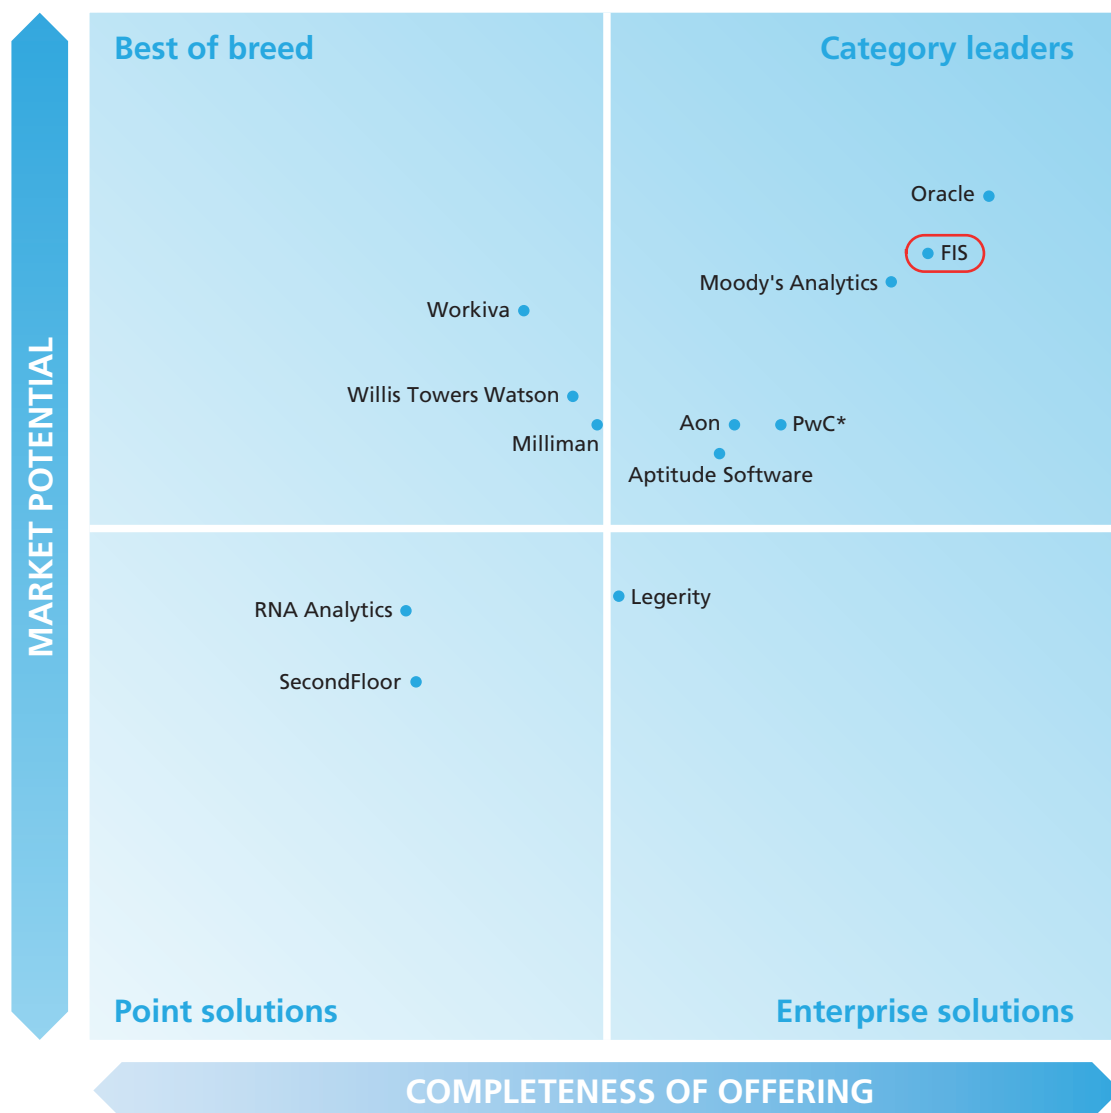 Best of breed
Category leaders
Oracle
FIS
Moody's Analytics
Workiva
Willis Towers Watson
Milliman
Aon
PwC*
Aptitude Software
MARKET POTENTIAL
Legerity
RNA Analytics
SecondFloor
Point solutions
Enterprise solutions
COMPLETENESS OF OFFERING